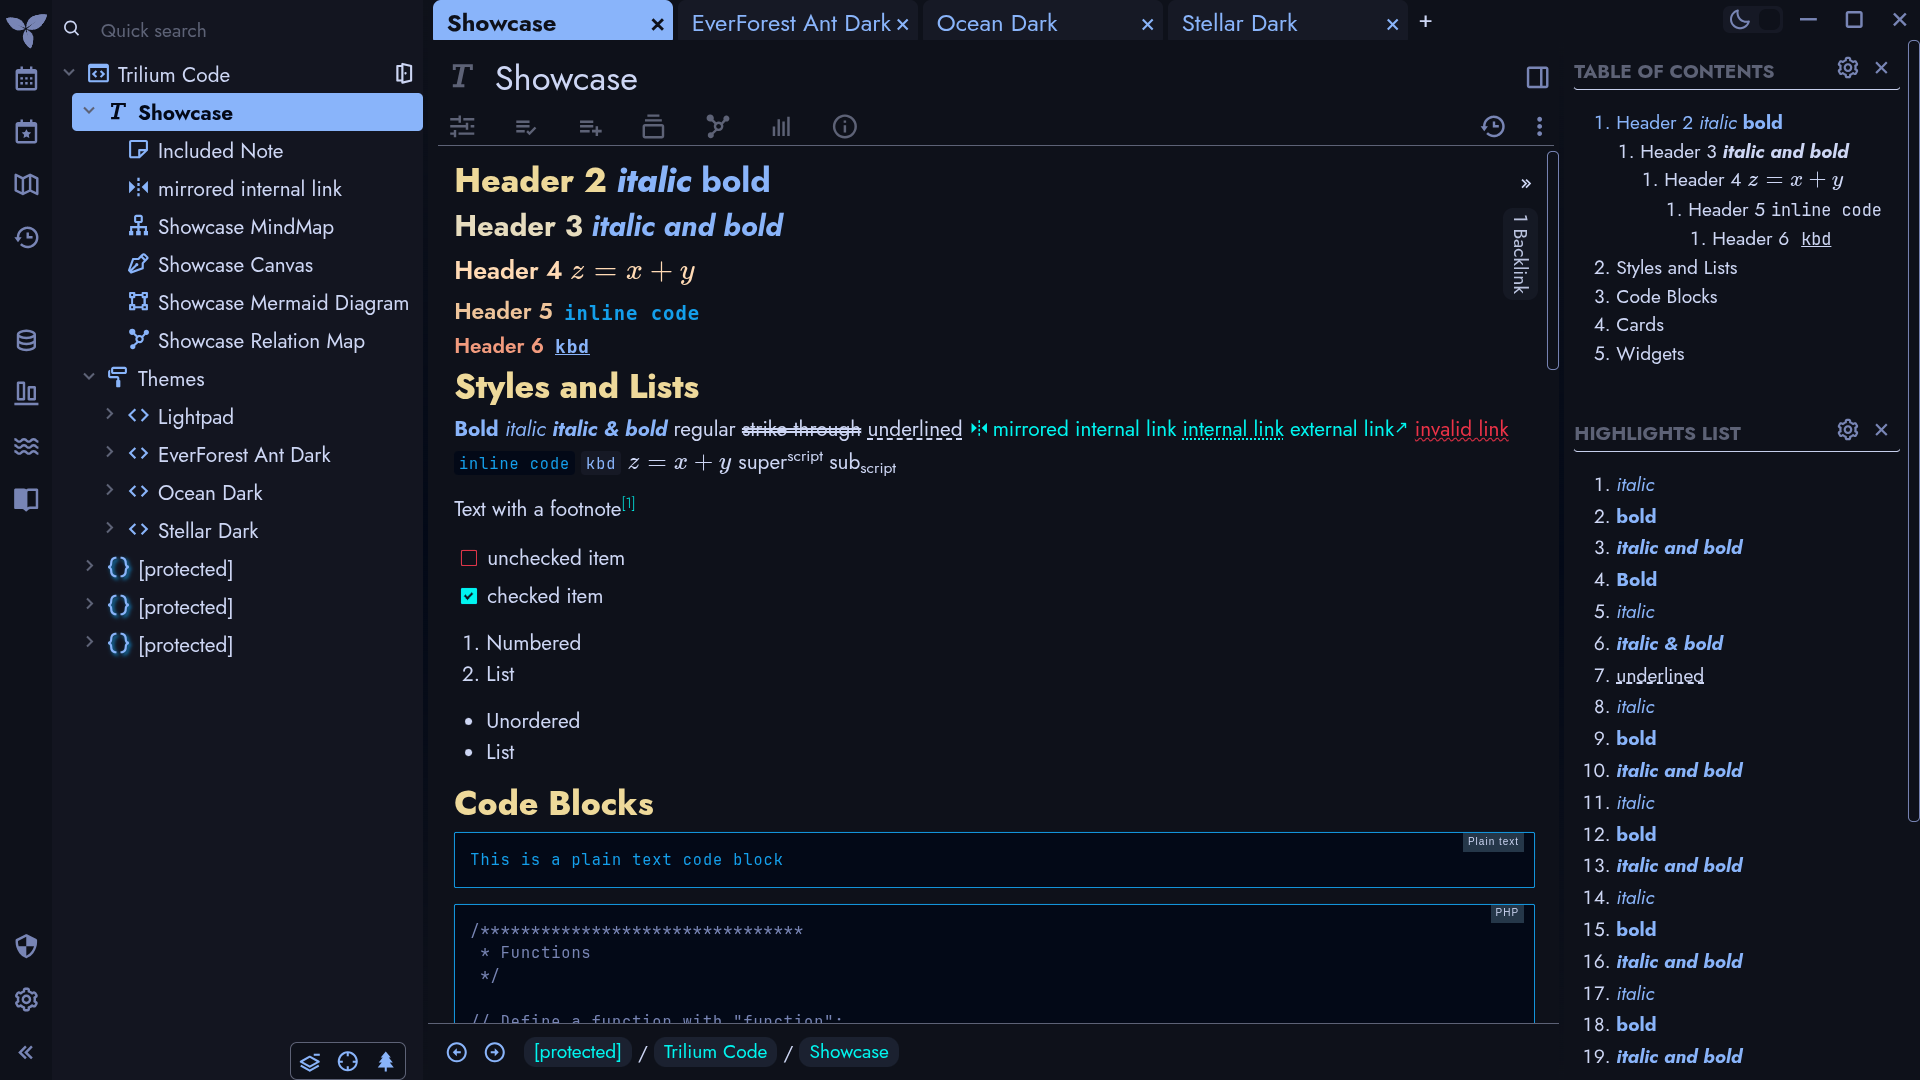 Quick search
Trilium Code
Showcase
Included Note
mirrored internal link
Showcase MindMap
Showcase Canvas
Showcase Mermaid Diagram
Showcase Relation Map
Themes
Lightpad
EverForest Ant Dark
Ocean Dark
Stellar Dark
[protected]
[protected]
[protected]
Showcase
EverForest Ant Dark
Ocean Dark
Stellar Dark
T Showcase
Header 2 italic bold
Header 3 italic and bold
Header 4 z = x + y
Header 5 inline code
Header 6 kbd
Styles and Lists
Bold italic italic & bold regular strike through underlined mirrored internal link internal link external link invalid link
inline code kbd z = x + y superscript subscript
Text with a footnote[1]
unchecked item
checked item
1. Numbered
2. List
• Unordered
• List
Code Blocks
Plain text
This is a plain text code block
PHP
/********************************
* Functions
*/
// Define a function with "function":
[protected] / Trilium Code / Showcase
»
1 Backlink
TABLE OF CONTENTS
1. Header 2 italic bold
1. Header 3 italic and bold
1. Header 4 z = x + y
1. Header 5 inline code
1. Header 6 kbd
2. Styles and Lists
3. Code Blocks
4. Cards
5. Widgets
HIGHLIGHTS LIST
1. italic
2. bold
3. italic and bold
4. Bold
5. italic
6. italic & bold
7. underlined
8. italic
9. bold
10. italic and bold
11. italic
12. bold
13. italic and bold
14. italic
15. bold
16. italic and bold
17. italic
18. bold
19. italic and bold